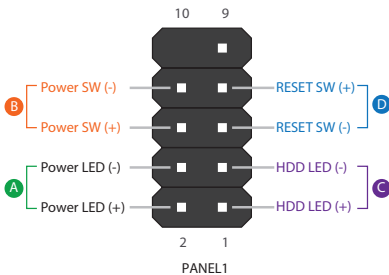 10 9
Power SW (-) RESET SW (+)
B D
Power SW (+) RESET SW (-)
Power LED (-) HDD LED (-)
A C
Power LED (+) HDD LED (+)
2 1
PANEL1